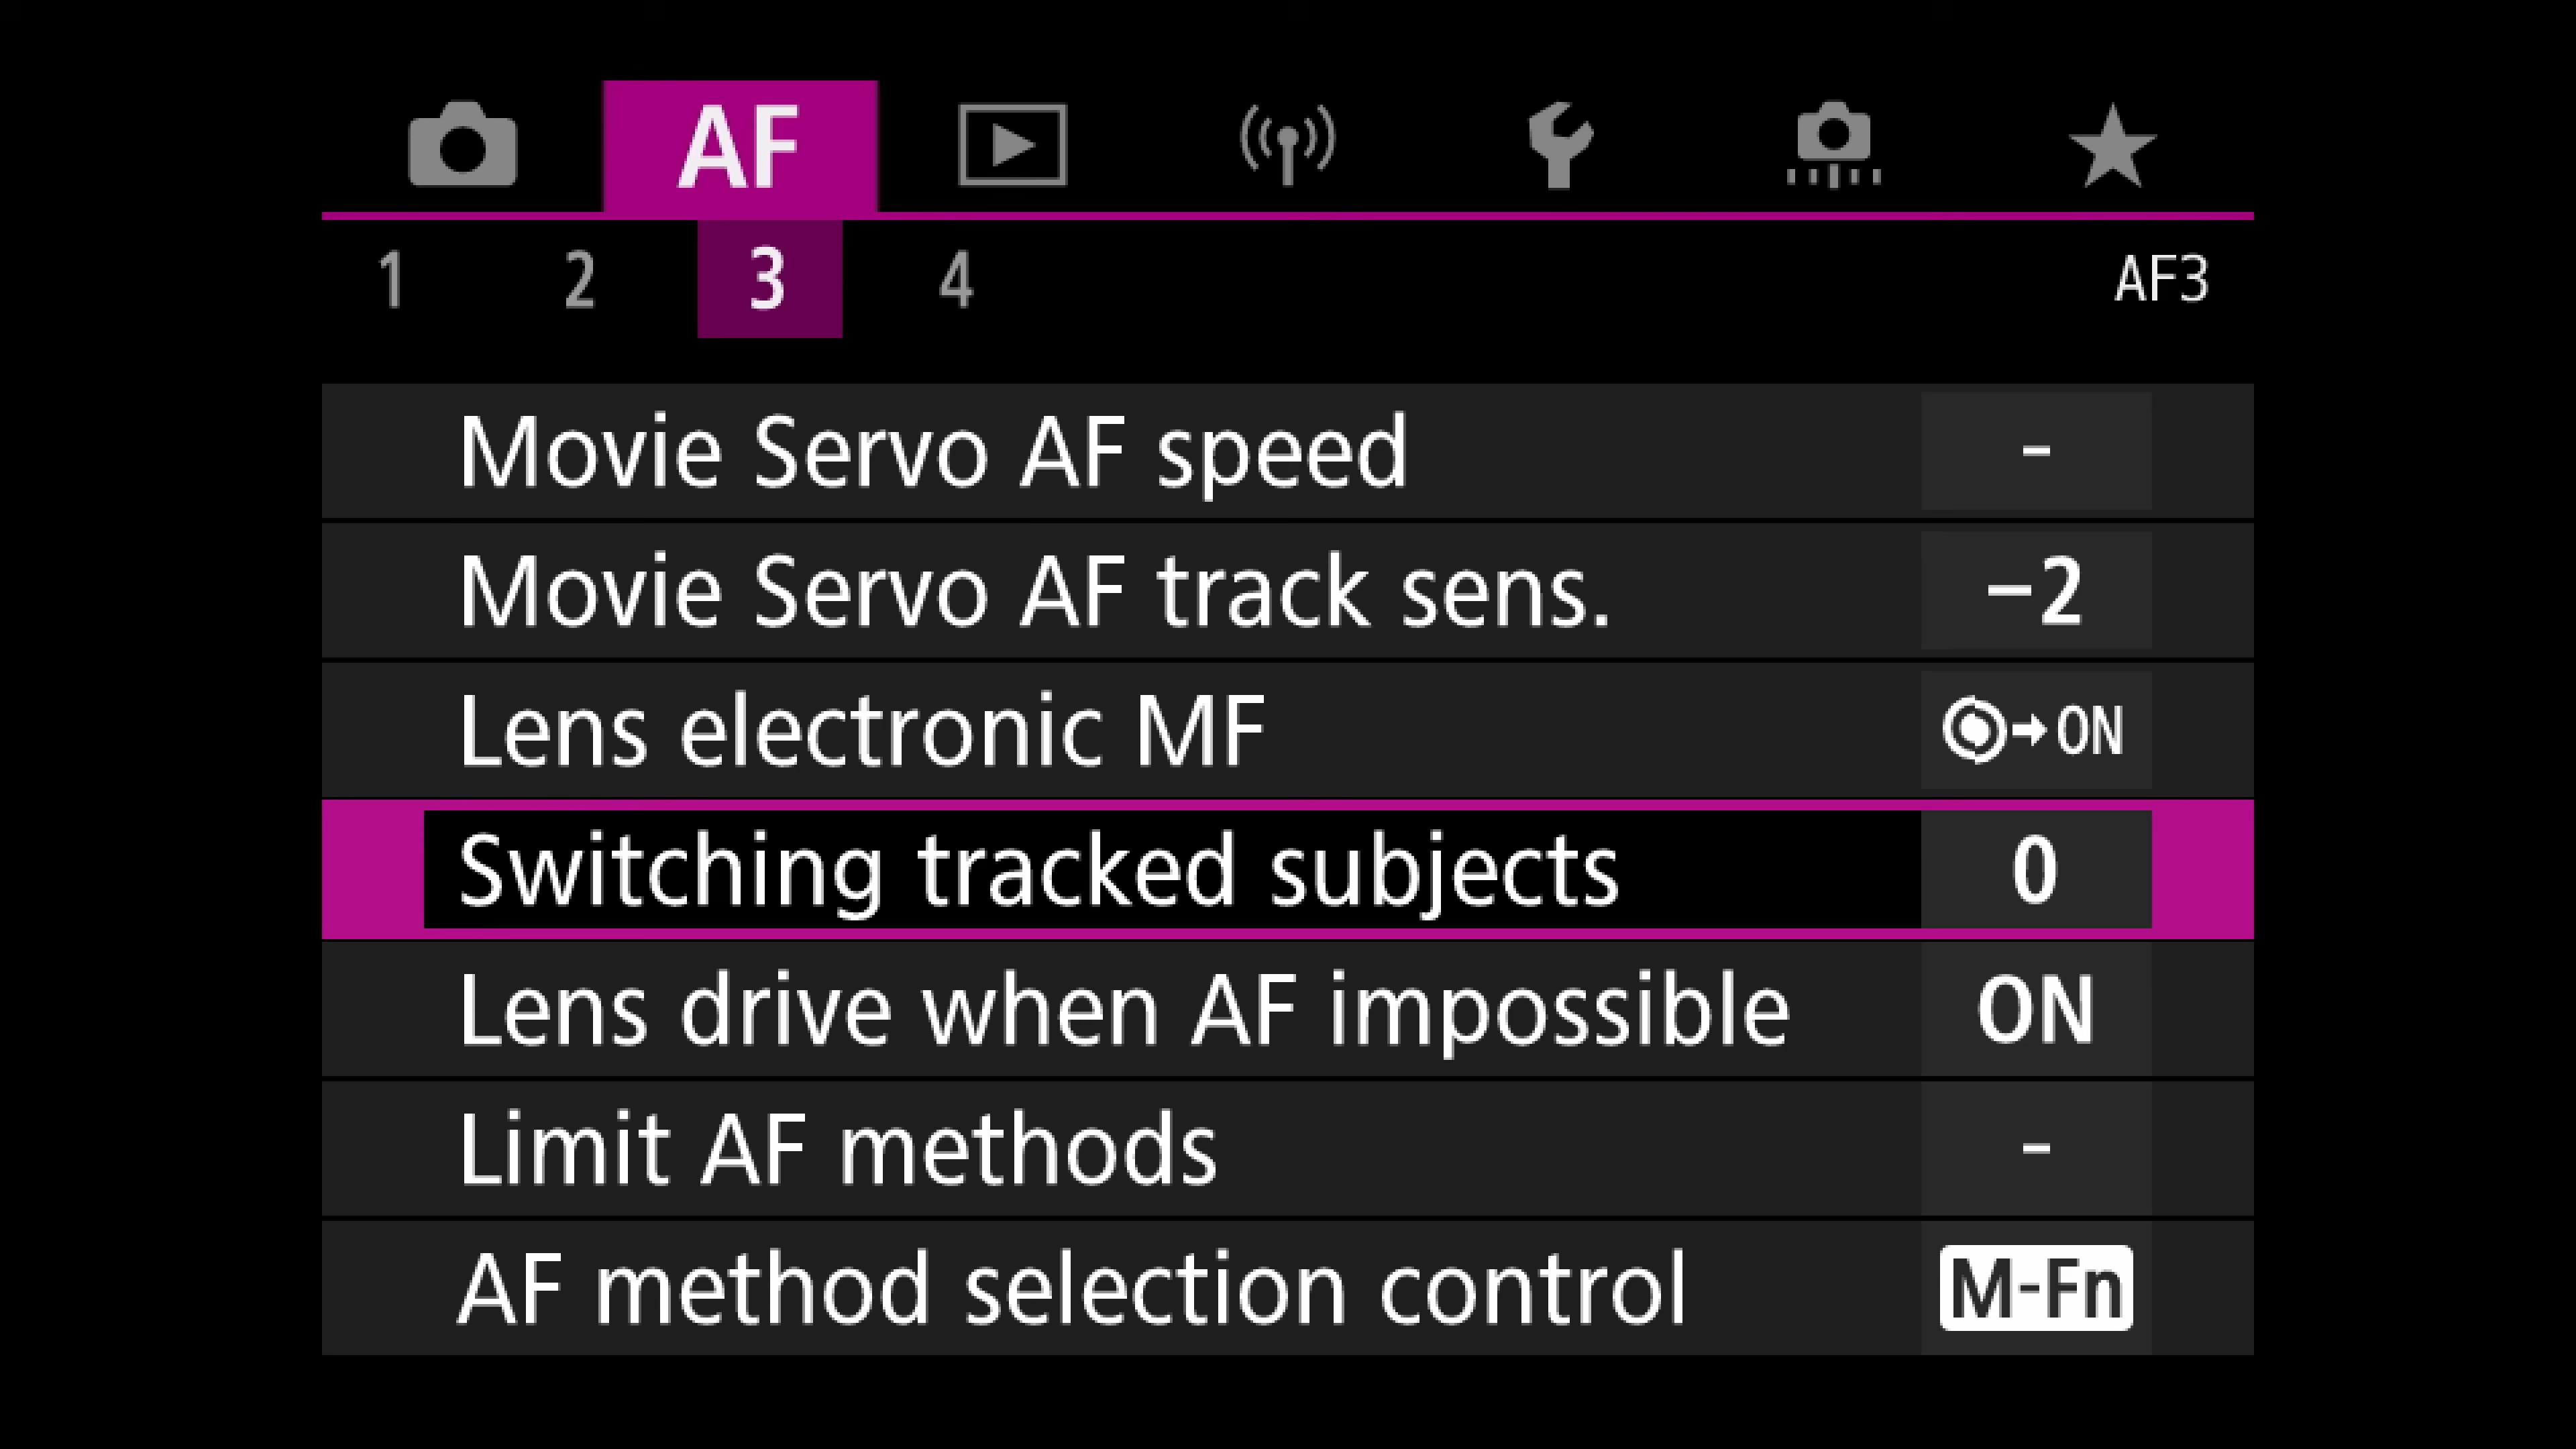 AF
1 2 3 4 AF3
Movie Servo AF speed -
Movie Servo AF track sens. -2
Lens electronic MF ON
Switching tracked subjects 0
Lens drive when AF impossible ON
Limit AF methods -
AF method selection control M-Fn